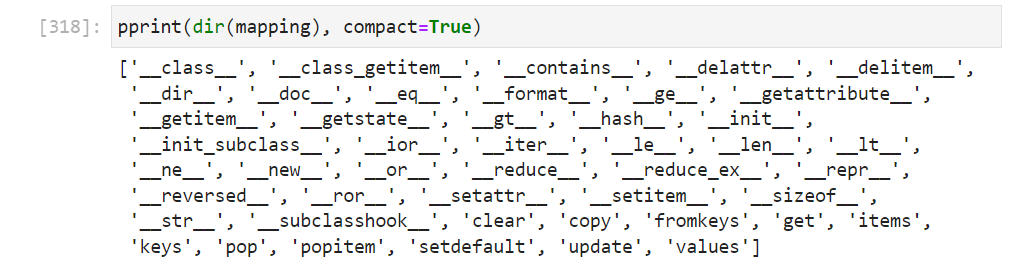 [318]: pprint(dir(mapping), compact=True)
['__class__', '__class_getitem__', '__contains__', '__delattr__', '__delitem__',
'__dir__', '__doc__', '__eq__', '__format__', '__ge__', '__getattribute__',
'__getitem__', '__getstate__', '__gt__', '__hash__', '__init__',
'__init_subclass__', '__ior__', '__iter__', '__le__', '__len__', '__lt__',
'__ne__', '__new__', '__or__', '__reduce__', '__reduce_ex__', '__repr__',
'__reversed__', '__ror__', '__setattr__', '__setitem__', '__sizeof__',
'__str__', '__subclasshook__', 'clear', 'copy', 'fromkeys', 'get', 'items',
'keys', 'pop', 'popitem', 'setdefault', 'update', 'values']